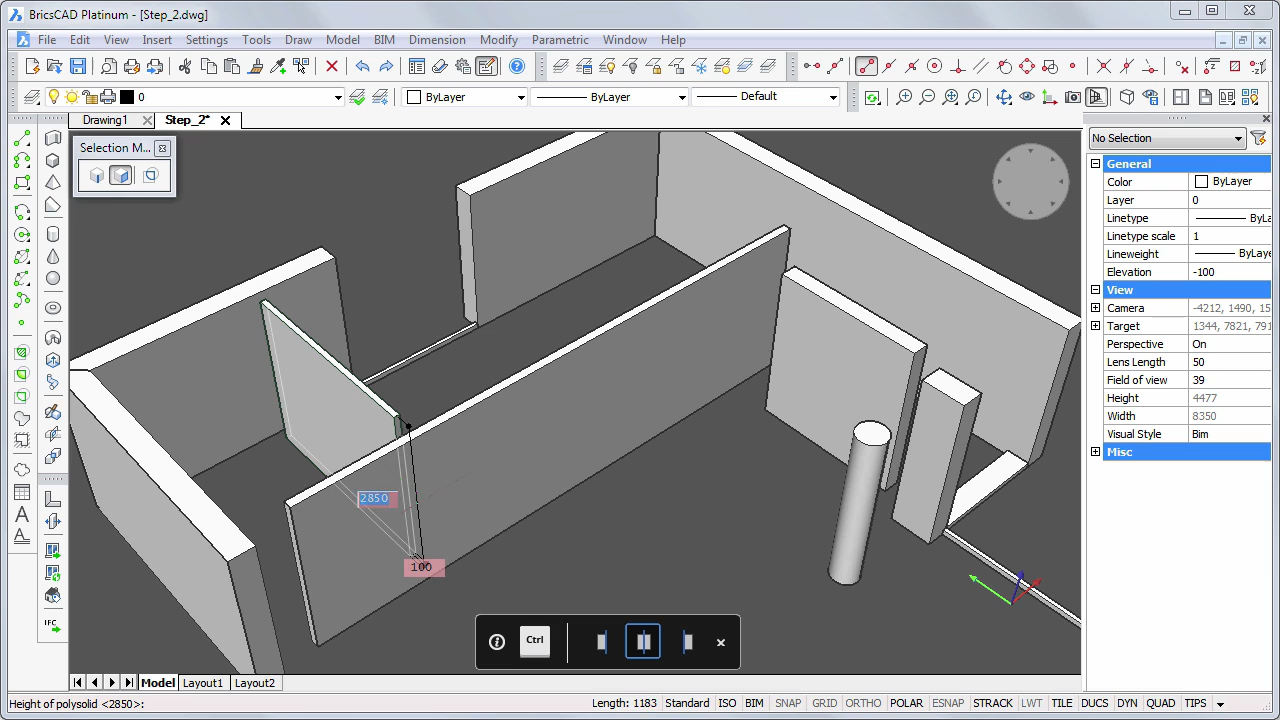 BricsCAD Platinum - [Step_2.dwg]
File Edit View Insert Settings Tools Draw Model BIM Dimension Modify Parametric Window Help
0 ByLayer ByLayer Default
Drawing1 Step_2*
Selection M...
No Selection
General
Color ByLayer
Layer 0
Linetype ByLa
Linetype scale 1
Lineweight ByLaye
Elevation -100
View
Camera -4212, 1490, 15
Target 1344, 7821, 791
Perspective On
Lens Length 50
Field of view 39
Height 4477
Width 8350
Visual Style Bim
Misc
2850
100
IFC
Ctrl
Model Layout1 Layout2
Height of polysolid <2850>: Length: 1183 Standard ISO BIM SNAP GRID ORTHO POLAR ESNAP STRACK LWT TILE DUCS DYN QUAD TIPS